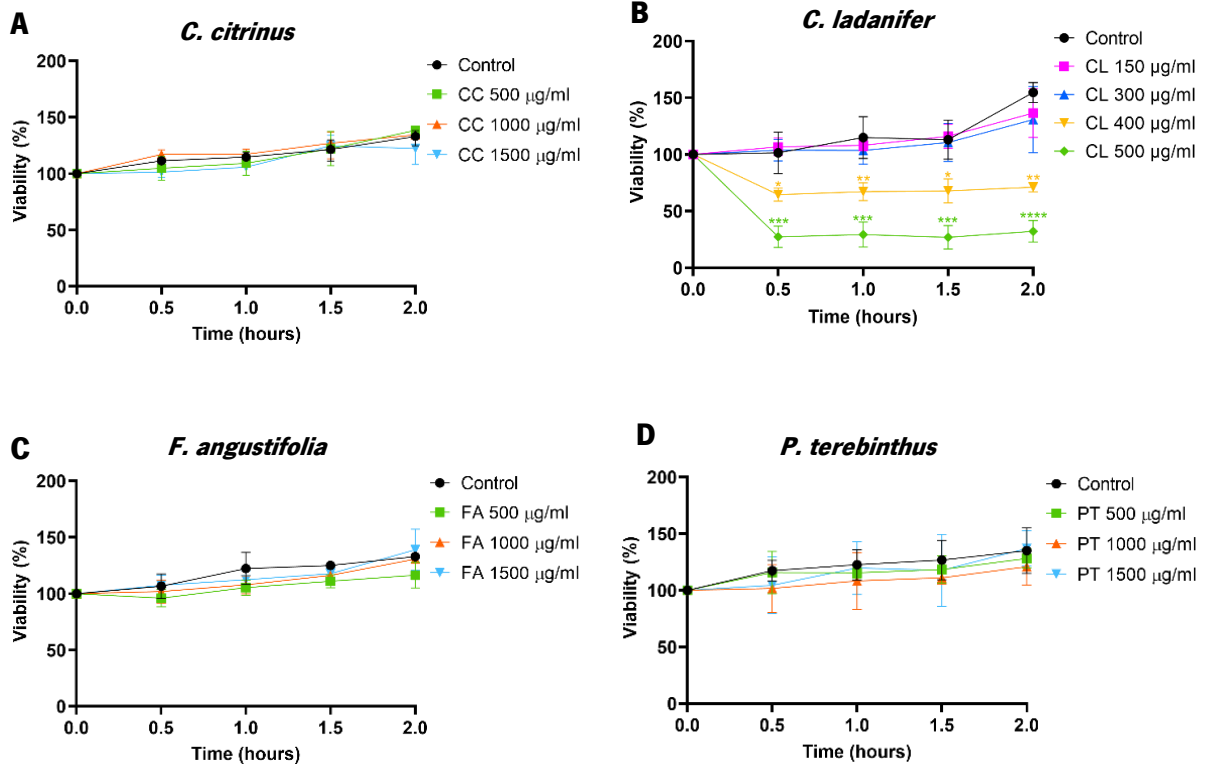 A
C. citrinus
200
150
100
50
0
Viability (%)
0.0 0.5 1.0 1.5 2.0
Time (hours)
Control
CC 500 µg/ml
CC 1000 µg/ml
CC 1500 µg/ml
B
C. ladanifer
200
150
100
50
0
Viability (%)
* ** * **
*** *** *** ****
0.0 0.5 1.0 1.5 2.0
Time (hours)
Control
CL 150 µg/ml
CL 300 µg/ml
CL 400 µg/ml
CL 500 µg/ml
C
F. angustifolia
200
150
100
50
0
Viability (%)
0.0 0.5 1.0 1.5 2.0
Time (hours)
Control
FA 500 µg/ml
FA 1000 µg/ml
FA 1500 µg/ml
D
P. terebinthus
200
150
100
50
0
Viability (%)
0.0 0.5 1.0 1.5 2.0
Time (hours)
Control
PT 500 µg/ml
PT 1000 µg/ml
PT 1500 µg/ml